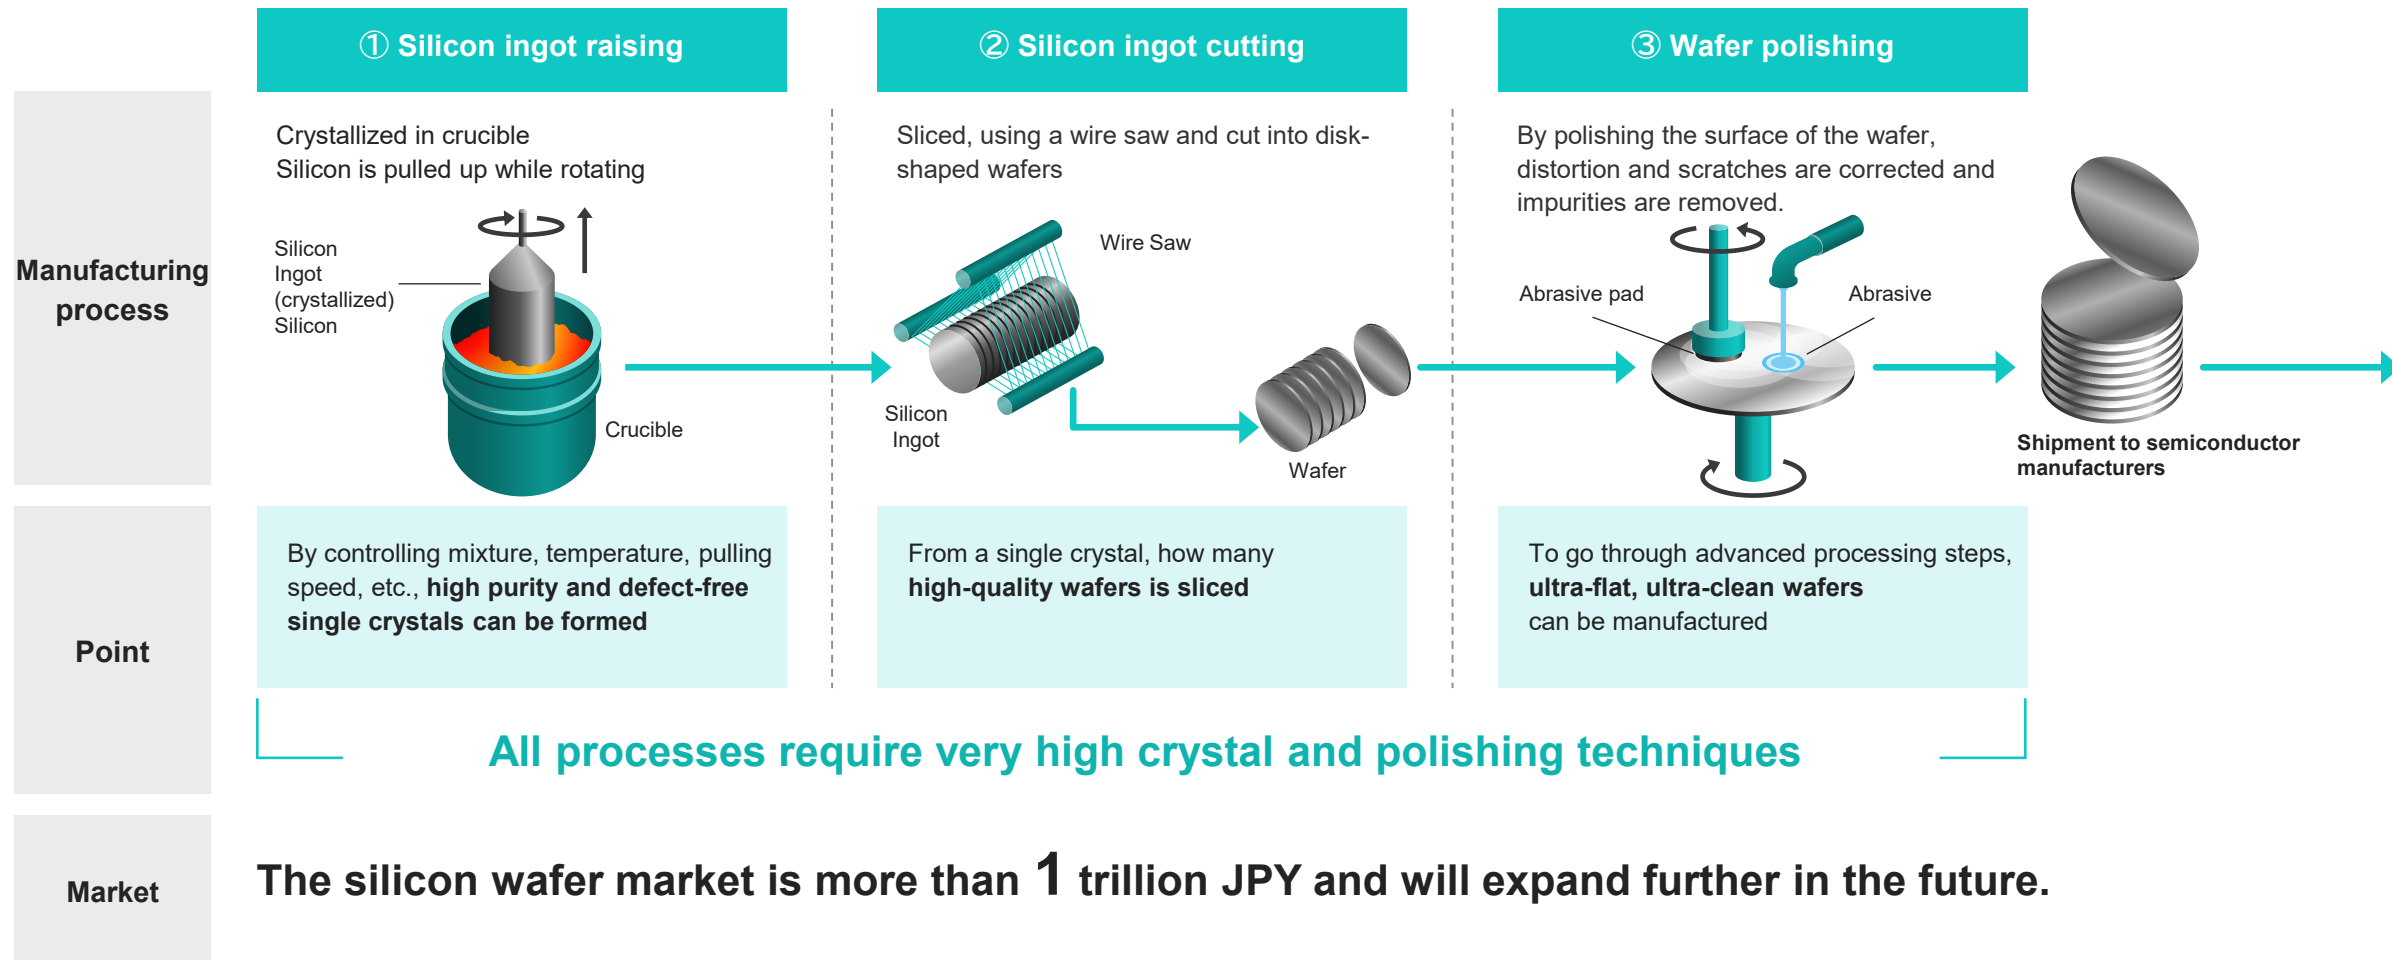 ① Silicon ingot raising
② Silicon ingot cutting
③ Wafer polishing
Manufacturing
process
Crystallized in crucible
Silicon is pulled up while rotating
Silicon
Ingot
(crystallized)
Silicon
Crucible
Sliced, using a wire saw and cut into disk-
shaped wafers
Wire Saw
Silicon
Ingot
Wafer
By polishing the surface of the wafer,
distortion and scratches are corrected and
impurities are removed.
Abrasive pad
Abrasive
Shipment to semiconductor
manufacturers
Point
By controlling mixture, temperature, pulling
speed, etc., high purity and defect-free
single crystals can be formed
From a single crystal, how many
high-quality wafers is sliced
To go through advanced processing steps,
ultra-flat, ultra-clean wafers
can be manufactured
All processes require very high crystal and polishing techniques
Market
The silicon wafer market is more than 1 trillion JPY and will expand further in the future.